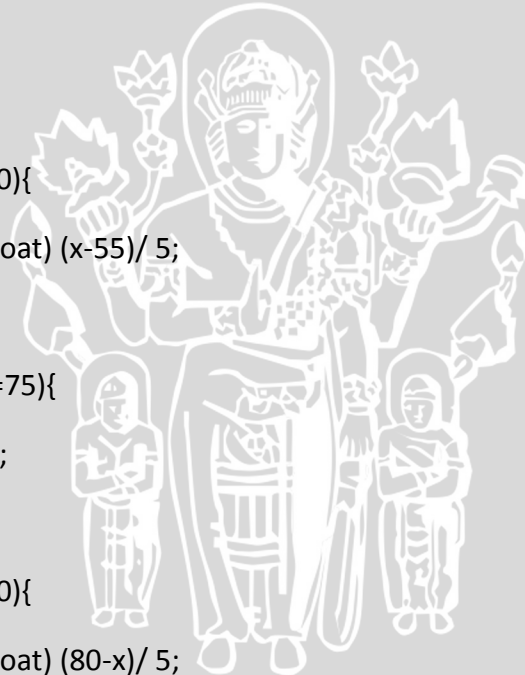 0){
oat) (x-55)/ 5;
=75){
;
0){
oat) (80-x)/ 5;